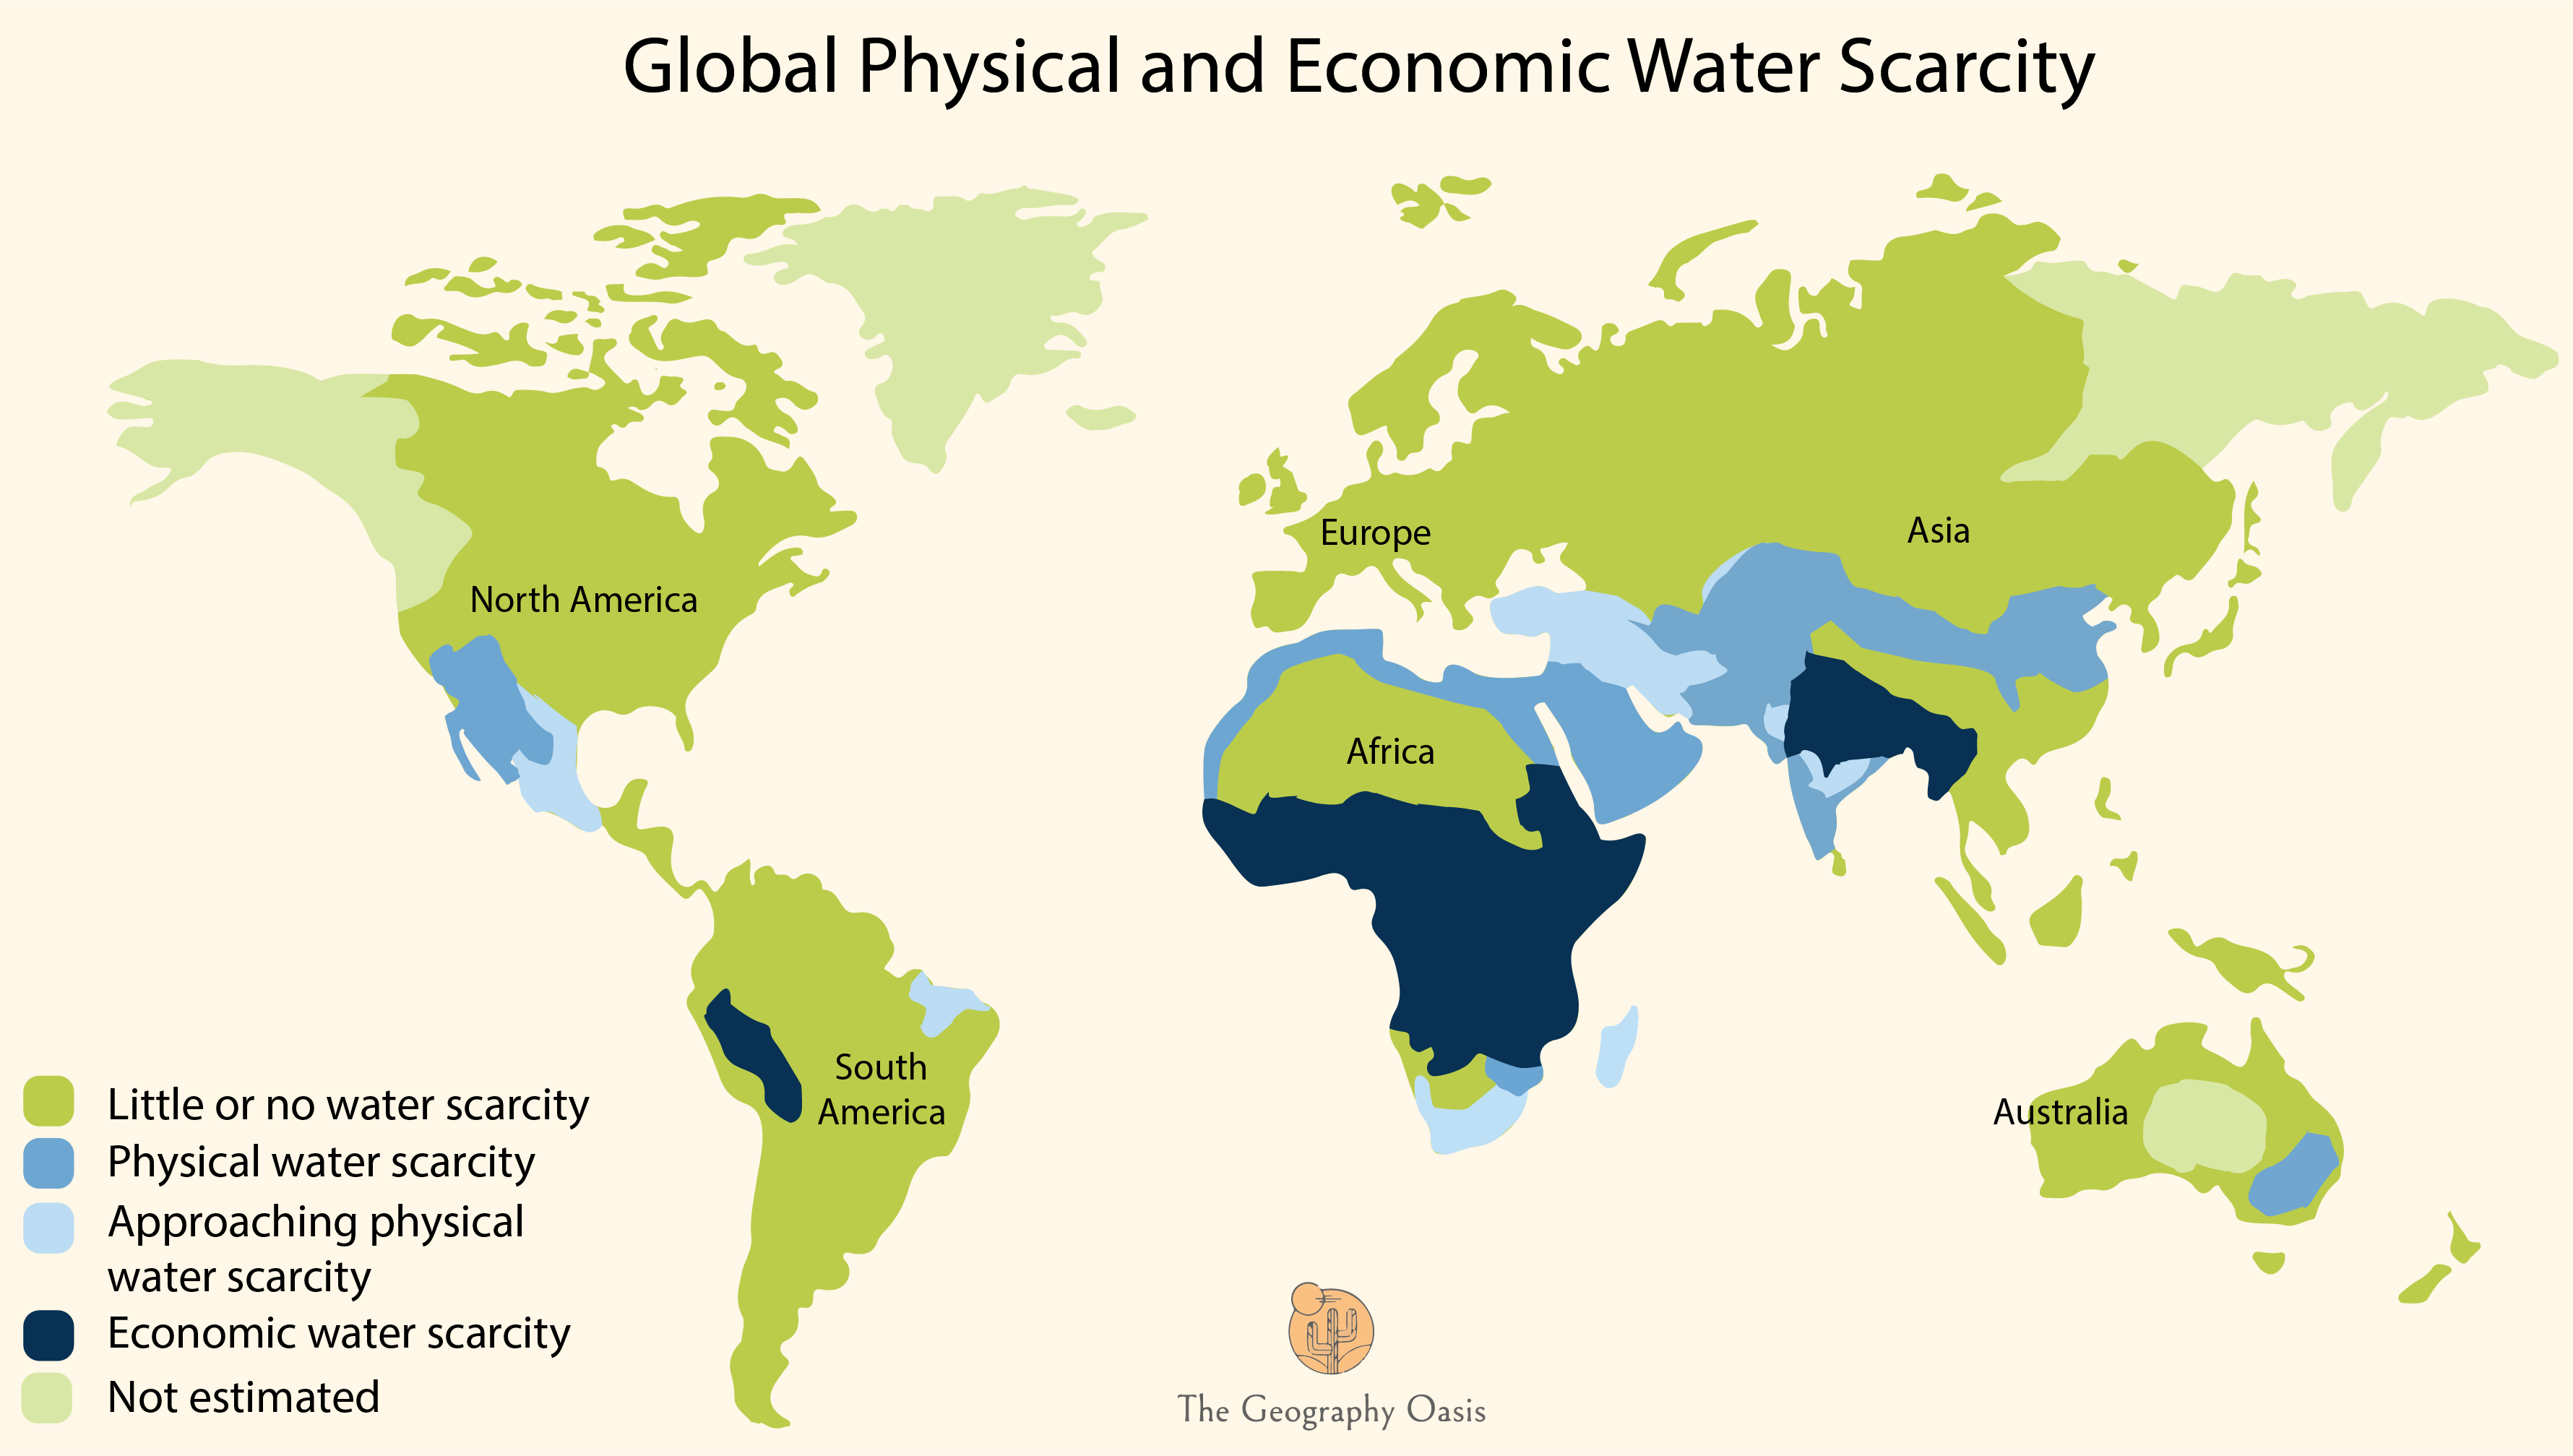 Global Physical and Economic Water Scarcity
North America
Europe
Asia
Africa
South
America
Australia
Little or no water scarcity
Physical water scarcity
Approaching physical
water scarcity
Economic water scarcity
Not estimated
The Geography Oasis